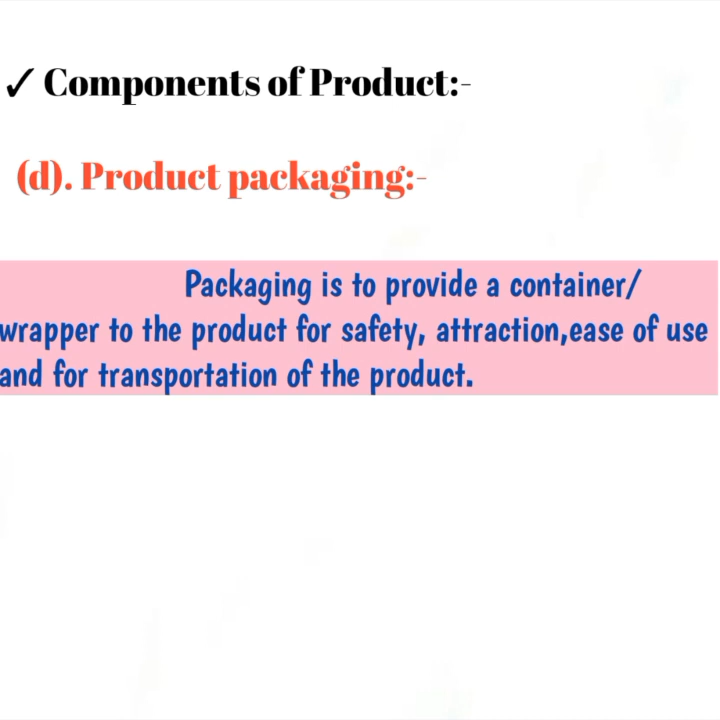 ✓ Components of Product:-
(d). Product packaging:-
Packaging is to provide a container/
wrapper to the product for safety, attraction,ease of use
and for transportation of the product.